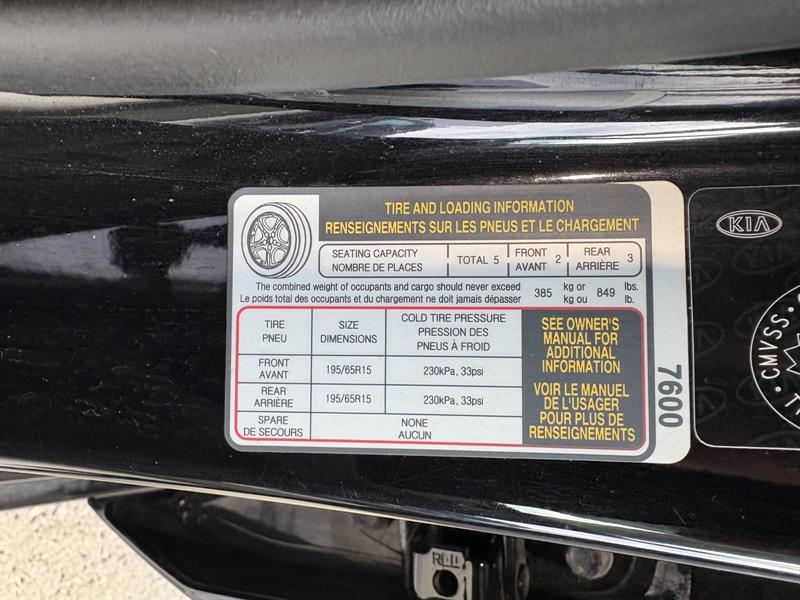 TIRE AND LOADING INFORMATION
RENSEIGNEMENTS SUR LES PNEUS ET LE CHARGEMENT
SEATING CAPACITY
NOMBRE DE PLACES
TOTAL 5
FRONT
AVANT 2
REAR
ARRIÈRE 3
The combined weight of occupants and cargo should never exceed 385 kg or 849 lbs.
Le poids total des occupants et du chargement ne doit jamais dépasser kg ou lb.
TIRE
PNEU
SIZE
DIMENSIONS
COLD TIRE PRESSURE
PRESSION DES
PNEUS À FROID
FRONT
AVANT
195/65R15
230kPa, 33psi
REAR
ARRIÈRE
195/65R15
230kPa, 33psi
SPARE
DE SECOURS
NONE
AUCUN
SEE OWNER'S
MANUAL FOR
ADDITIONAL
INFORMATION
VOIR LE MANUEL
DE L'USAGER
POUR PLUS DE
RENSEIGNEMENTS
7600
KIA
CMVSS